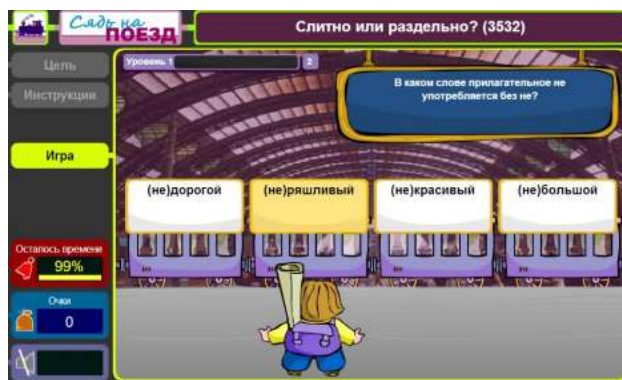 Сядь на
ПОЕЗД
Слитно или раздельно? (3532)
Цель
Инструкции
Игра
Уровень 1
2
В каком слове прилагательное не
употребляется без не?
(не)дорогой
(не)ряшливый
(не)красивый
(не)большой
Осталось времени
99%
Очки
0